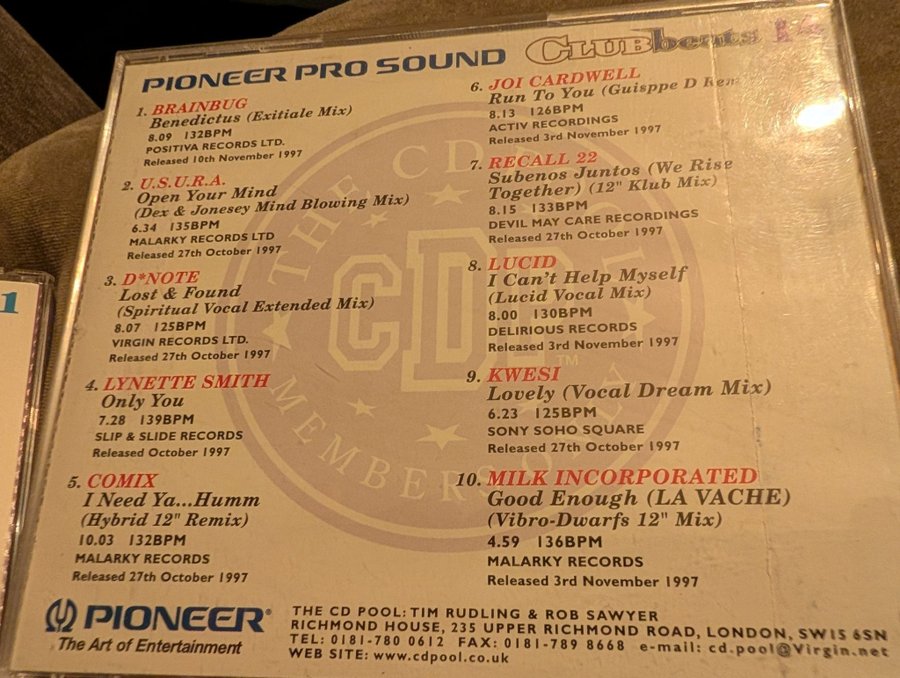 PIONEER PRO SOUND
CLUBbeats 14
1. BRAINBUG
Benedictus (Exitiale Mix)
8.09 132BPM
POSITIVA RECORDS LTD.
Released 10th November 1997
2. U.S.U.R.A.
Open Your Mind
(Dex & Jonesey Mind Blowing Mix)
6.34 135BPM
MALARKY RECORDS LTD
Released 27th October 1997
3. D*NOTE
Lost & Found
(Spiritual Vocal Extended Mix)
8.07 125BPM
VIRGIN RECORDS LTD.
Released 27th October 1997
4. LYNETTE SMITH
Only You
7.28 139BPM
SLIP & SLIDE RECORDS
Released October 1997
5. COMIX
I Need Ya...Humm
(Hybrid 12" Remix)
10.03 132BPM
MALARKY RECORDS
Released 27th October 1997
6. JOI CARDWELL
Run To You (Guisppe D
8.13 126BPM
ACTIV RECORDINGS
Released 3rd November 1997
7. RECALL 22
Subenos Juntos (We Rise
Together) (12" Klub Mix)
8.15 133BPM
DEVIL MAY CARE RECORDINGS
Released 27th October 1997
8. LUCID
I Can't Help Myself
(Lucid Vocal Mix)
8.00 130BPM
DELIRIOUS RECORDS
Released 3rd November 1997
9. KWESI
Lovely (Vocal Dream Mix)
6.23 125BPM
SONY SOHO SQUARE
Released 27th October 1997
10. MILK INCORPORATED
Good Enough (LA VACHE)
(Vibro-Dwarfs 12" Mix)
4.59 136BPM
MALARKY RECORDS
Released 3rd November 1997
THE CD
CDP TM
MEMBERS ONLY
PIONEER®
The Art of Entertainment
THE CD POOL: TIM RUDLING & ROB SAWYER
RICHMOND HOUSE, 235 UPPER RICHMOND ROAD, LONDON, SW15 6SN
TEL: 0181-780 0612 FAX: 0181-789 8668 e-mail: cd.pool@Virgin.net
WEB SITE: www.cdpool.co.uk
1